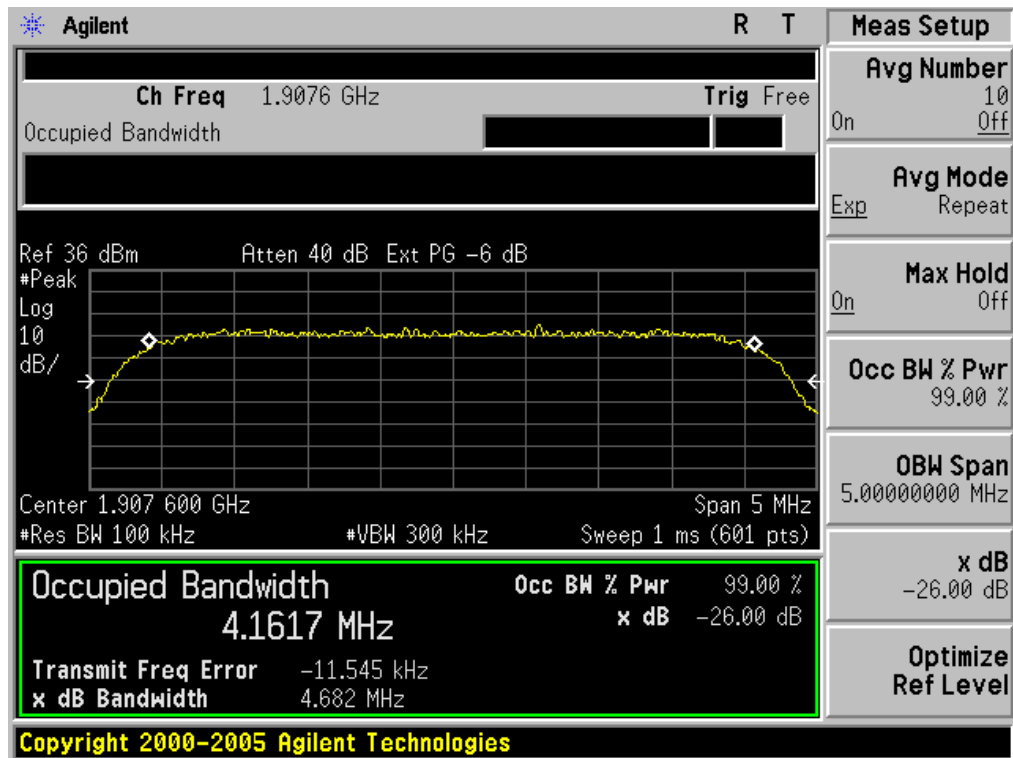 Agilent R T
Ch Freq 1.9076 GHz Trig Free
Occupied Bandwidth
Ref 36 dBm Atten 40 dB Ext PG -6 dB
#Peak
Log
10
dB/
Center 1.907 600 GHz Span 5 MHz
#Res BW 100 kHz #VBW 300 kHz Sweep 1 ms (601 pts)
Occupied Bandwidth Occ BW % Pwr 99.00 %
4.1617 MHz x dB -26.00 dB
Transmit Freq Error -11.545 kHz
x dB Bandwidth 4.682 MHz
Copyright 2000-2005 Agilent Technologies
Meas Setup
Avg Number
10
On Off
Avg Mode
Exp Repeat
Max Hold
On Off
Occ BW % Pwr
99.00 %
OBW Span
5.00000000 MHz
x dB
-26.00 dB
Optimize
Ref Level